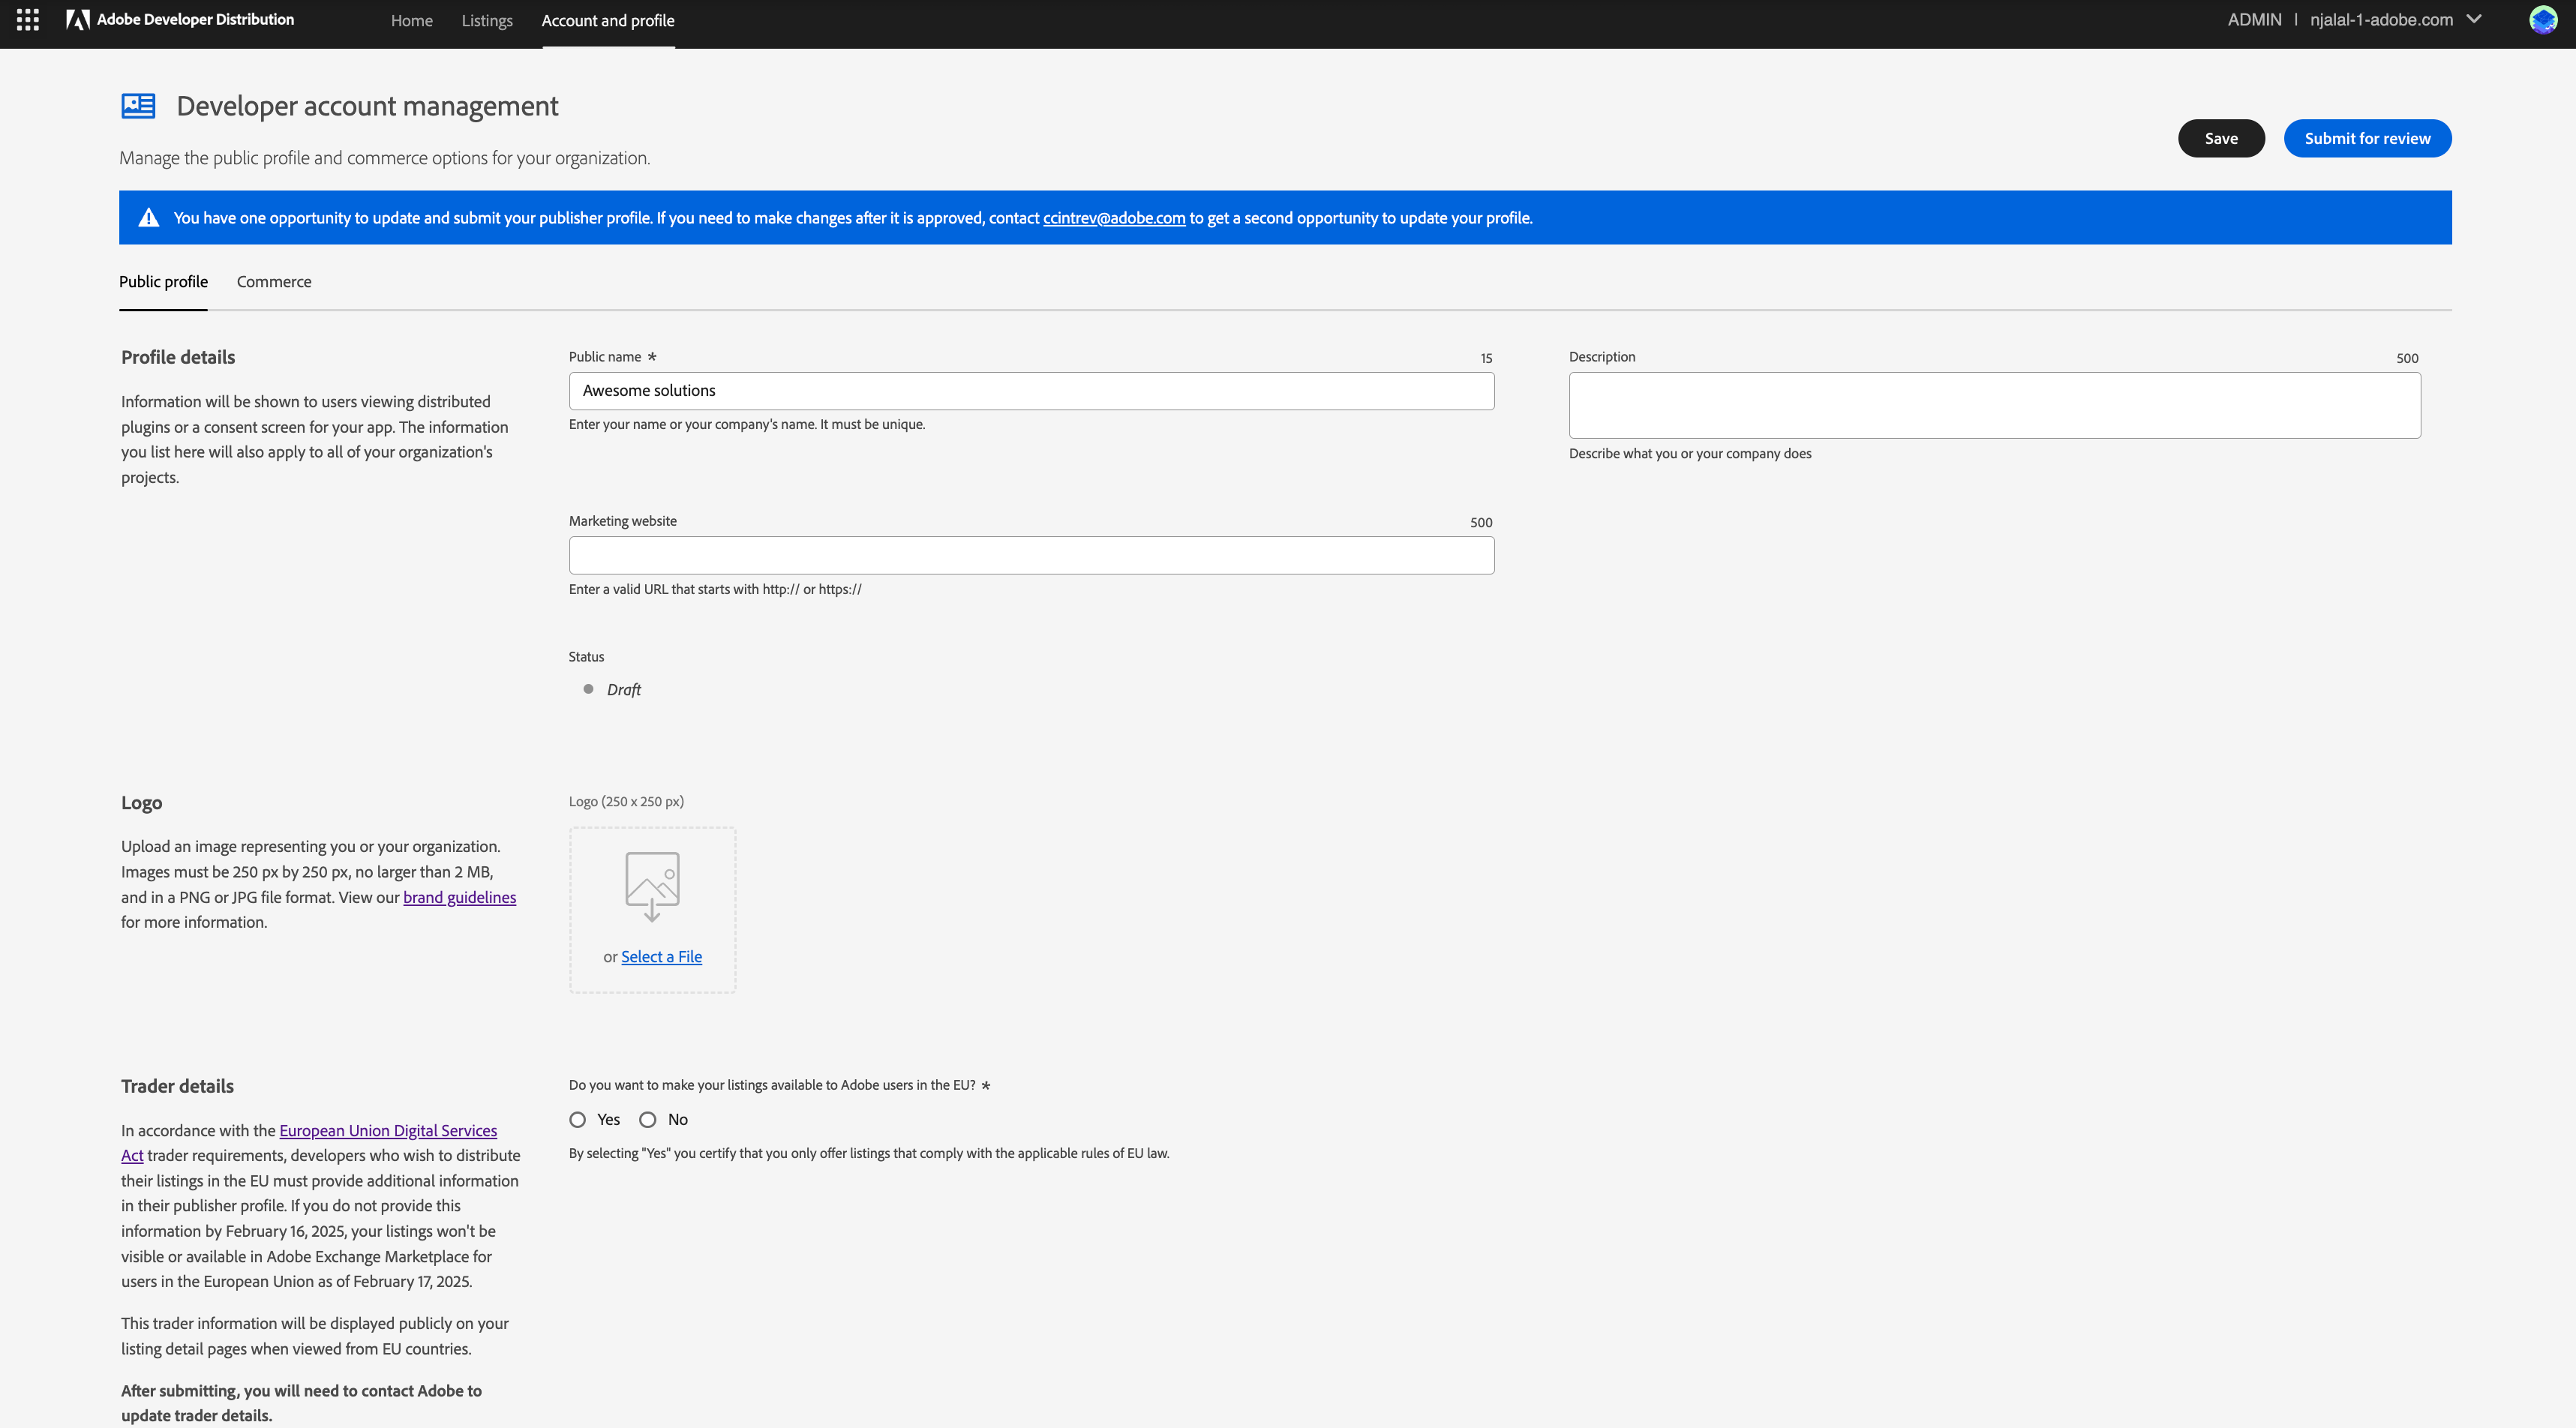 Adobe Developer Distribution
Home
Listings
Account and profile
ADMIN | njalal-1-adobe.com
Developer account management
Manage the public profile and commerce options for your organization.
Save
Submit for review
You have one opportunity to update and submit your publisher profile. If you need to make changes after it is approved, contact ccintrev@adobe.com to get a second opportunity to update your profile.
Public profile
Commerce
Profile details
Information will be shown to users viewing distributed
plugins or a consent screen for your app. The information
you list here will also apply to all of your organization's
projects.
Public name *
15
Awesome solutions
Enter your name or your company's name. It must be unique.
Description
500
Describe what you or your company does
Marketing website
500
Enter a valid URL that starts with http:// or https://
Status
Draft
Logo
Upload an image representing you or your organization.
Images must be 250 px by 250 px, no larger than 2 MB,
and in a PNG or JPG file format. View our brand guidelines
for more information.
Logo (250 x 250 px)
or Select a File
Trader details
In accordance with the European Union Digital Services
Act trader requirements, developers who wish to distribute
their listings in the EU must provide additional information
in their publisher profile. If you do not provide this
information by February 16, 2025, your listings won't be
visible or available in Adobe Exchange Marketplace for
users in the European Union as of February 17, 2025.
This trader information will be displayed publicly on your
listing detail pages when viewed from EU countries.
After submitting, you will need to contact Adobe to
update trader details.
Do you want to make your listings available to Adobe users in the EU? *
Yes
No
By selecting "Yes" you certify that you only offer listings that comply with the applicable rules of EU law.